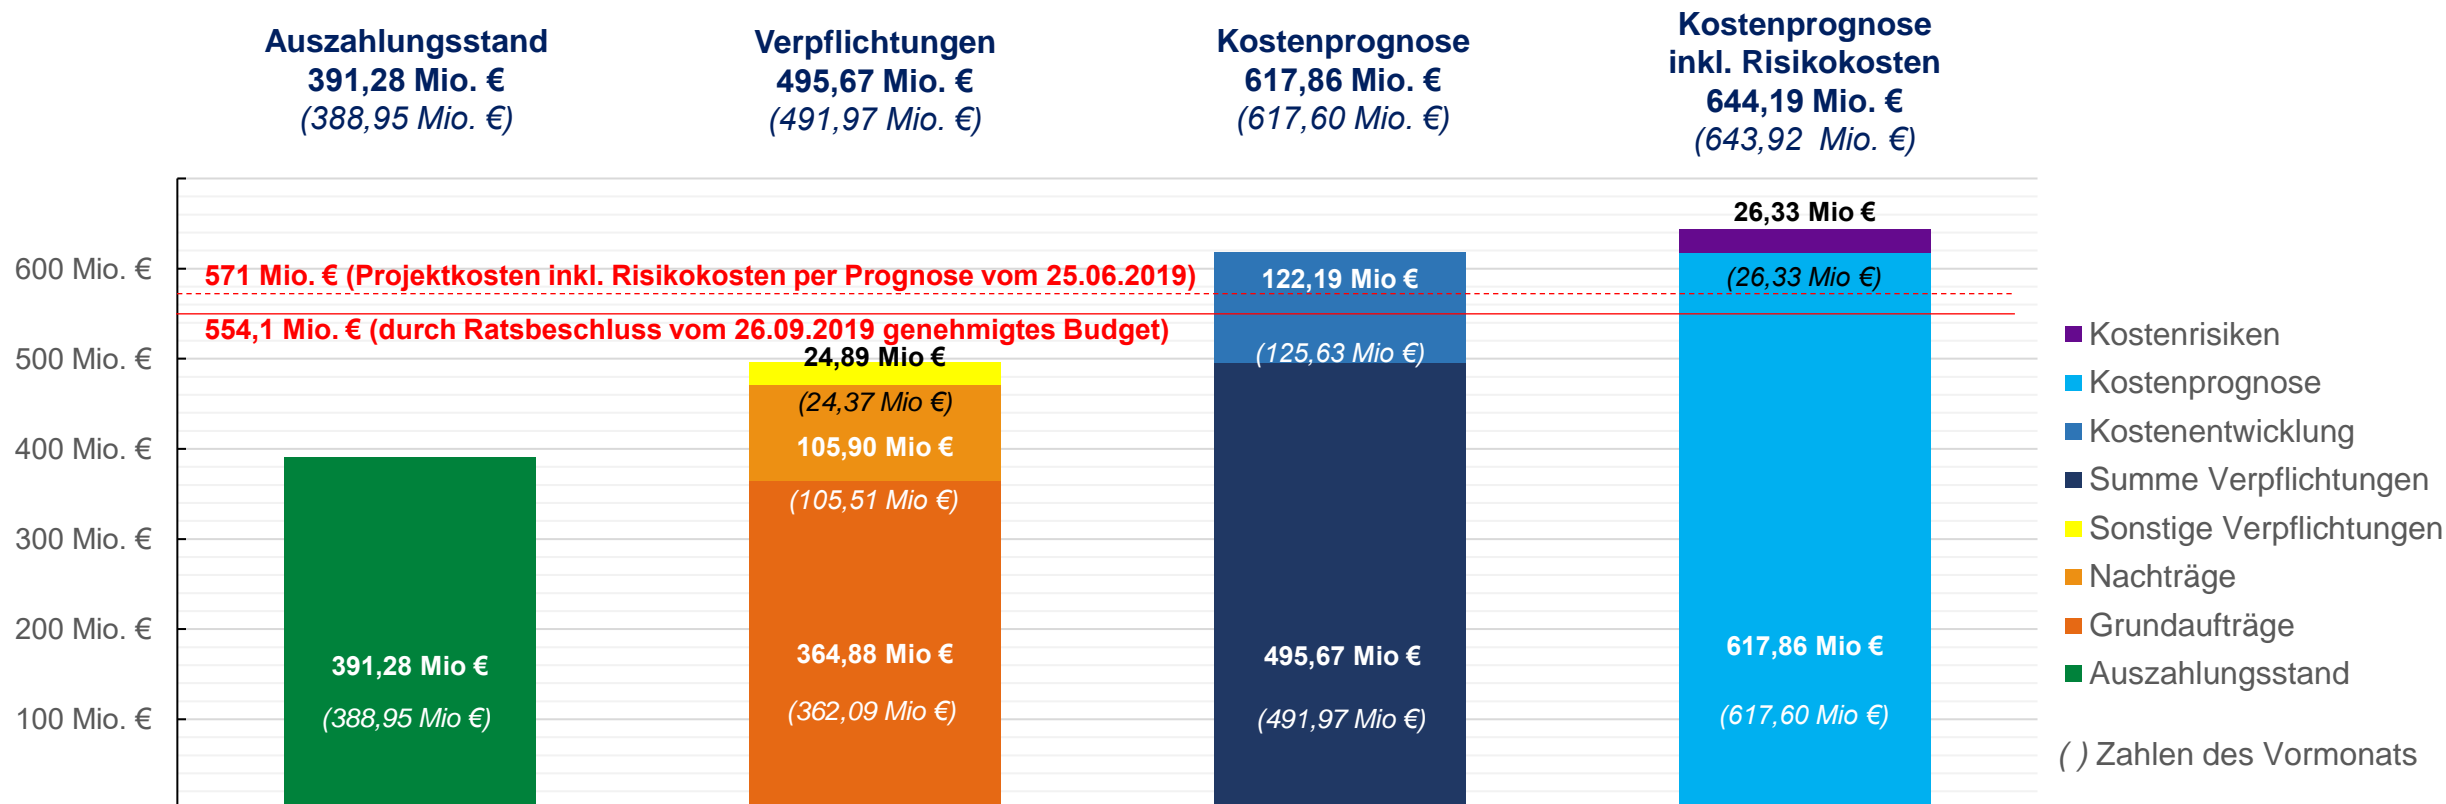 Auszahlungsstand
391,28 Mio. €
(388,95 Mio. €)
Verpflichtungen
495,67 Mio. €
(491,97 Mio. €)
Kostenprognose
617,86 Mio. €
(617,60 Mio. €)
Kostenprognose
inkl. Risikokosten
644,19 Mio. €
(643,92  Mio. €)
600 Mio. €
500 Mio. €
400 Mio. €
300 Mio. €
200 Mio. €
100 Mio. €
571 Mio. € (Projektkosten inkl. Risikokosten per Prognose vom 25.06.2019)
554,1 Mio. € (durch Ratsbeschluss vom 26.09.2019 genehmigtes Budget)
391,28 Mio €
(388,95 Mio €)
24,89 Mio €
(24,37 Mio €)
105,90 Mio €
(105,51 Mio €)
364,88 Mio €
(362,09 Mio €)
122,19 Mio €
(125,63 Mio €)
495,67 Mio €
(491,97 Mio €)
26,33 Mio €
(26,33 Mio €)
617,86 Mio €
(617,60 Mio €)
Kostenrisiken
Kostenprognose
Kostenentwicklung
Summe Verpflichtungen
Sonstige Verpflichtungen
Nachträge
Grundaufträge
Auszahlungsstand
( ) Zahlen des Vormonats